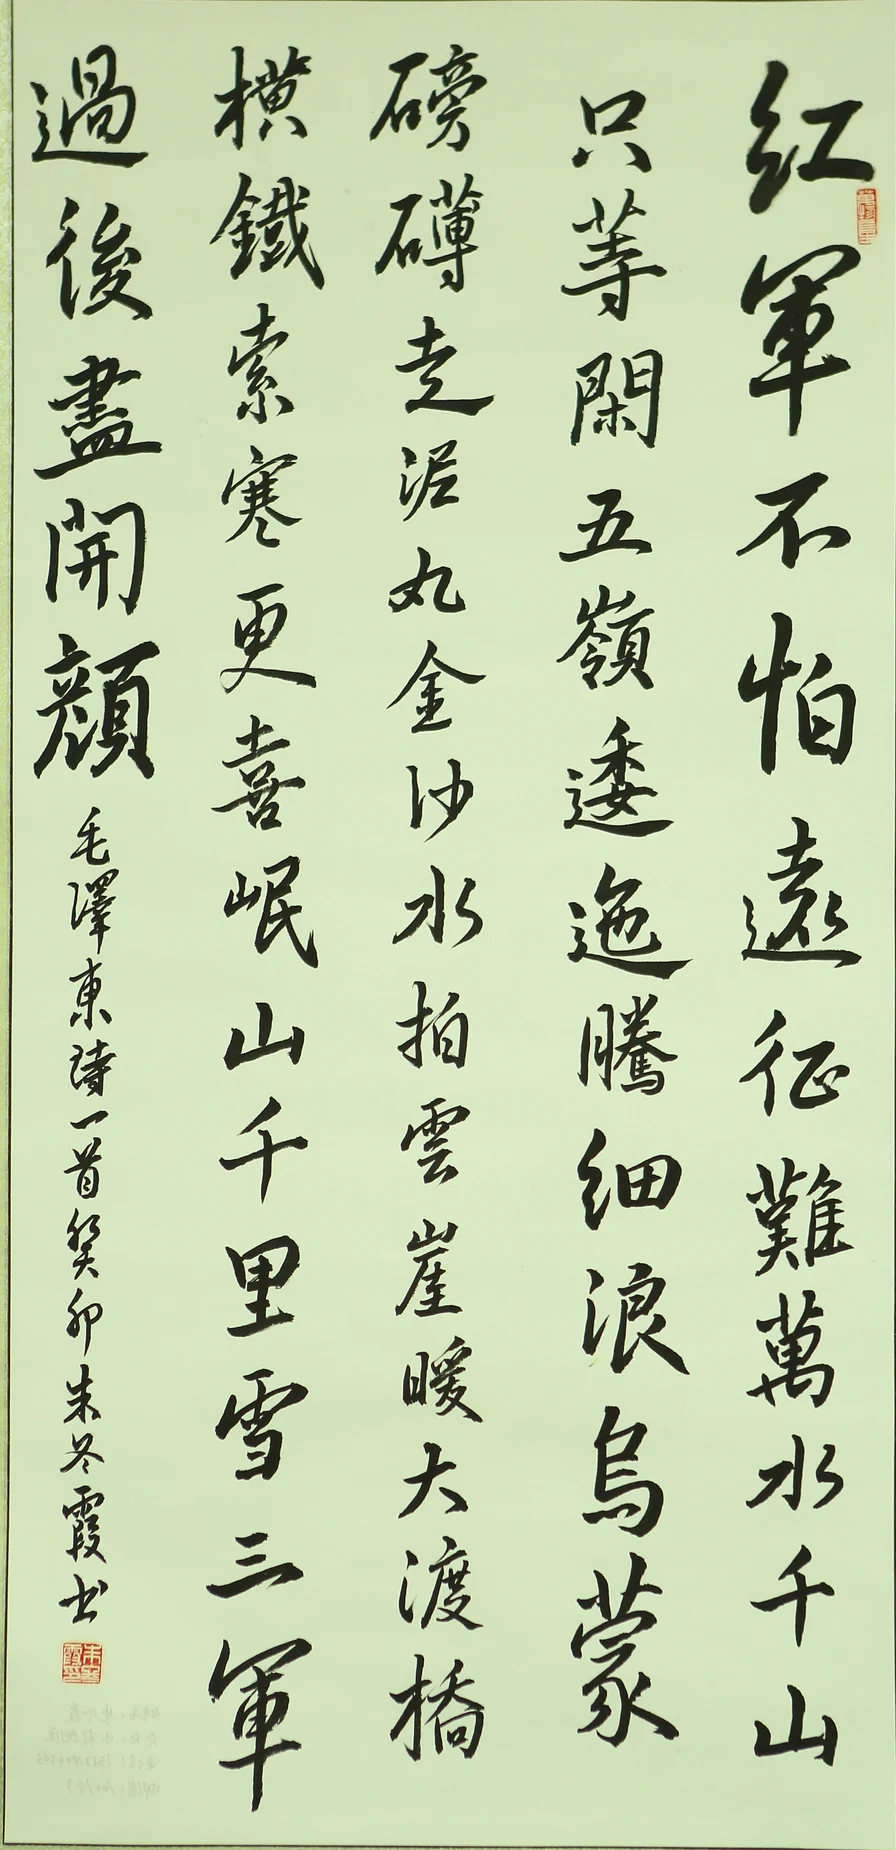 紅軍不怕遠征難萬水千山
只等閑五嶺逶迤騰細浪烏蒙
磅礴走泥丸金沙水拍雲崖暖大渡橋
橫鐵索寒更喜岷山千里雪三軍
過後盡開顏
毛澤東詩一首癸卯朱冬霞书